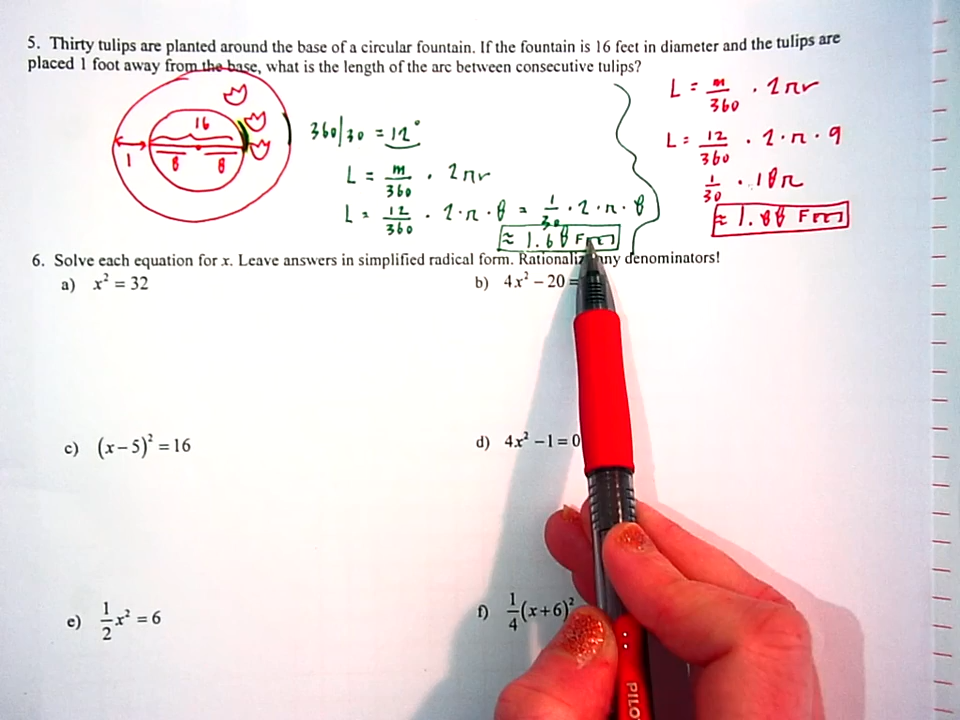 5. Thirty tulips are planted around the base of a circular fountain. If the fountain is 16 feet in diameter and the tulips are
placed 1 foot away from the base, what is the length of the arc between consecutive tulips?
16
1
8 8
360/30 = 12°
L = m/360 · 2πr
L = 12/360 · 2·π·8 = 1/30 · 2·π·8
≈ 1.68 Feet
L = m/360 · 2πr
L = 12/360 · 2·π·9
1/30 · 18π
≈ 1.88 Feet
6. Solve each equation for x. Leave answers in simplified radical form. Rationalize any denominators!
a) x² = 32
b) 4x² – 20 =
c) (x – 5)² = 16
d) 4x² – 1 = 0
e) 1/2 x² = 6
f) 1/4 (x + 6)²
PILO